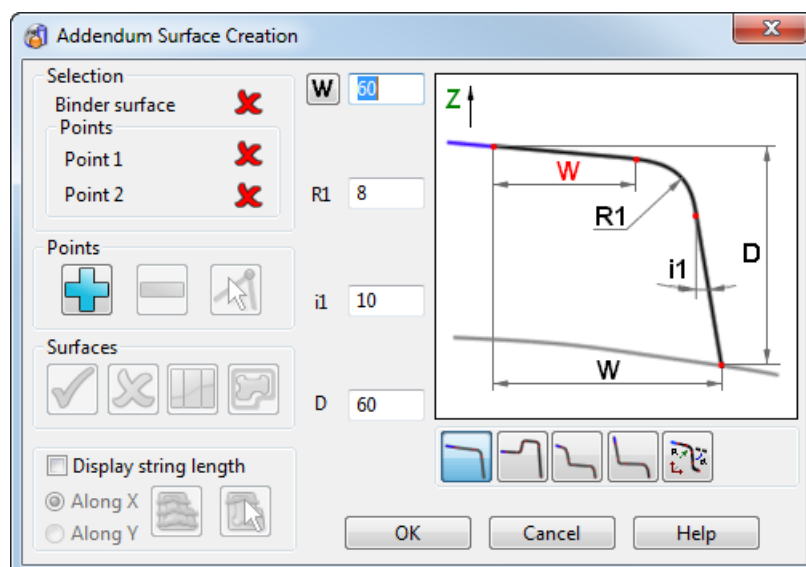 Addendum Surface Creation
Selection
Binder surface
Points
Point 1
Point 2
Points
Surfaces
Display string length
Along X
Along Y
W 60
R1 8
i1 10
D 60
Z
W
R1
D
i1
W
R
α
OK Cancel Help